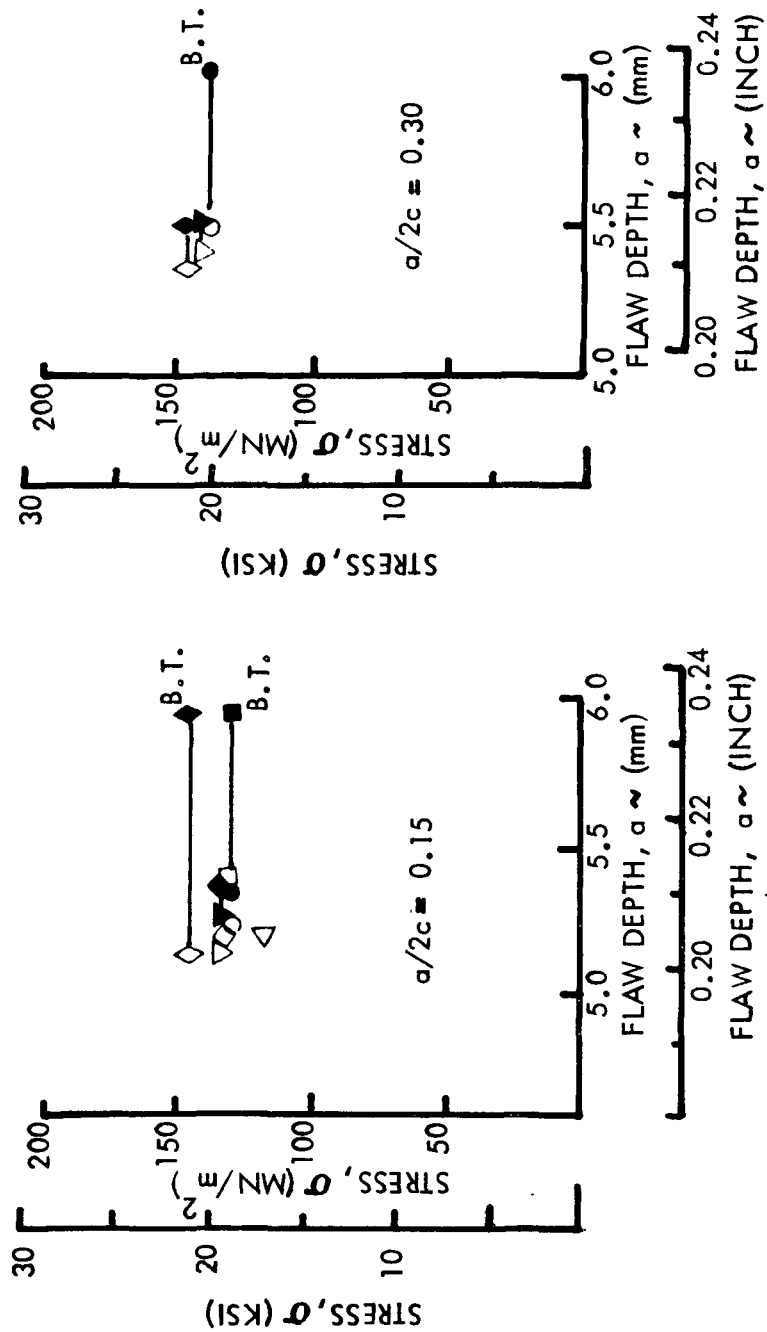 30
20
10
STRESS, σ (KSI)
200
150
100
50
STRESS, σ (MN/m²)
B.T.
B.T.
a/2c = 0.15
5.0
5.5
6.0
FLAW DEPTH, a ~ (mm)
0.20
0.22
0.24
FLAW DEPTH, a ~ (INCH)
30
20
10
STRESS, σ (KSI)
200
150
100
50
STRESS, σ (MN/m²)
B.T.
a/2c = 0.30
5.0
5.5
6.0
FLAW DEPTH, a ~ (mm)
0.20
0.22
0.24
FLAW DEPTH, a ~ (INCH)